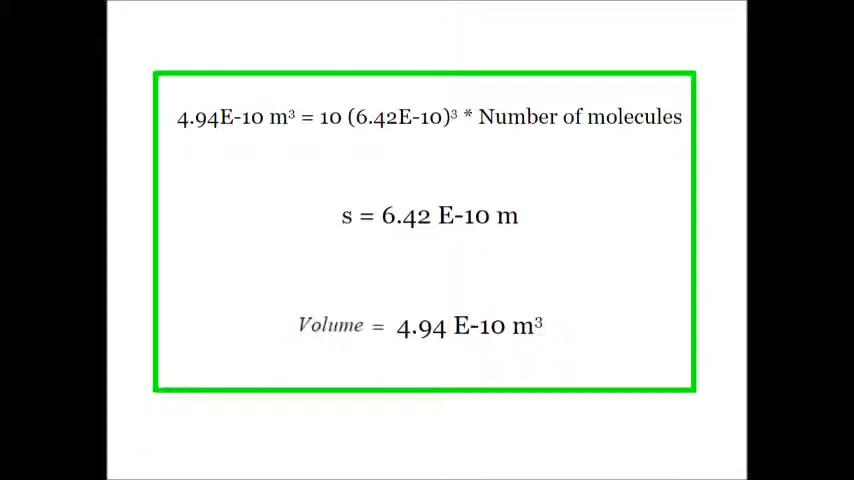 4.94E-10 m³ = 10 (6.42E-10)³ * Number of molecules
s = 6.42 E-10 m
Volume = 4.94 E-10 m³